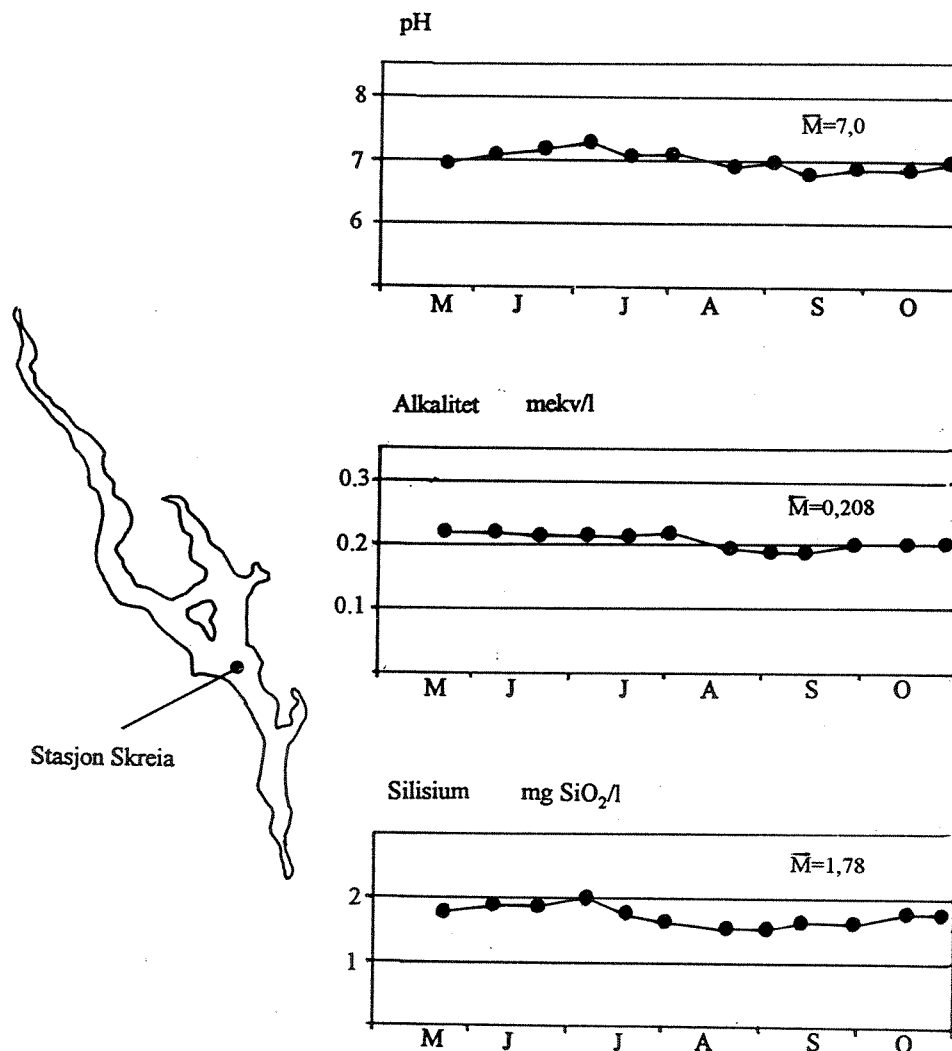 pH
8
M̅=7,0
7
6
M J J A S O
Alkalitet mekv/l
0.3
M̅=0,208
0.2
0.1
M J J A S O
Stasjon Skreia
Silisium mg SiO₂/l
M̅=1,78
2
1
M J J A S O